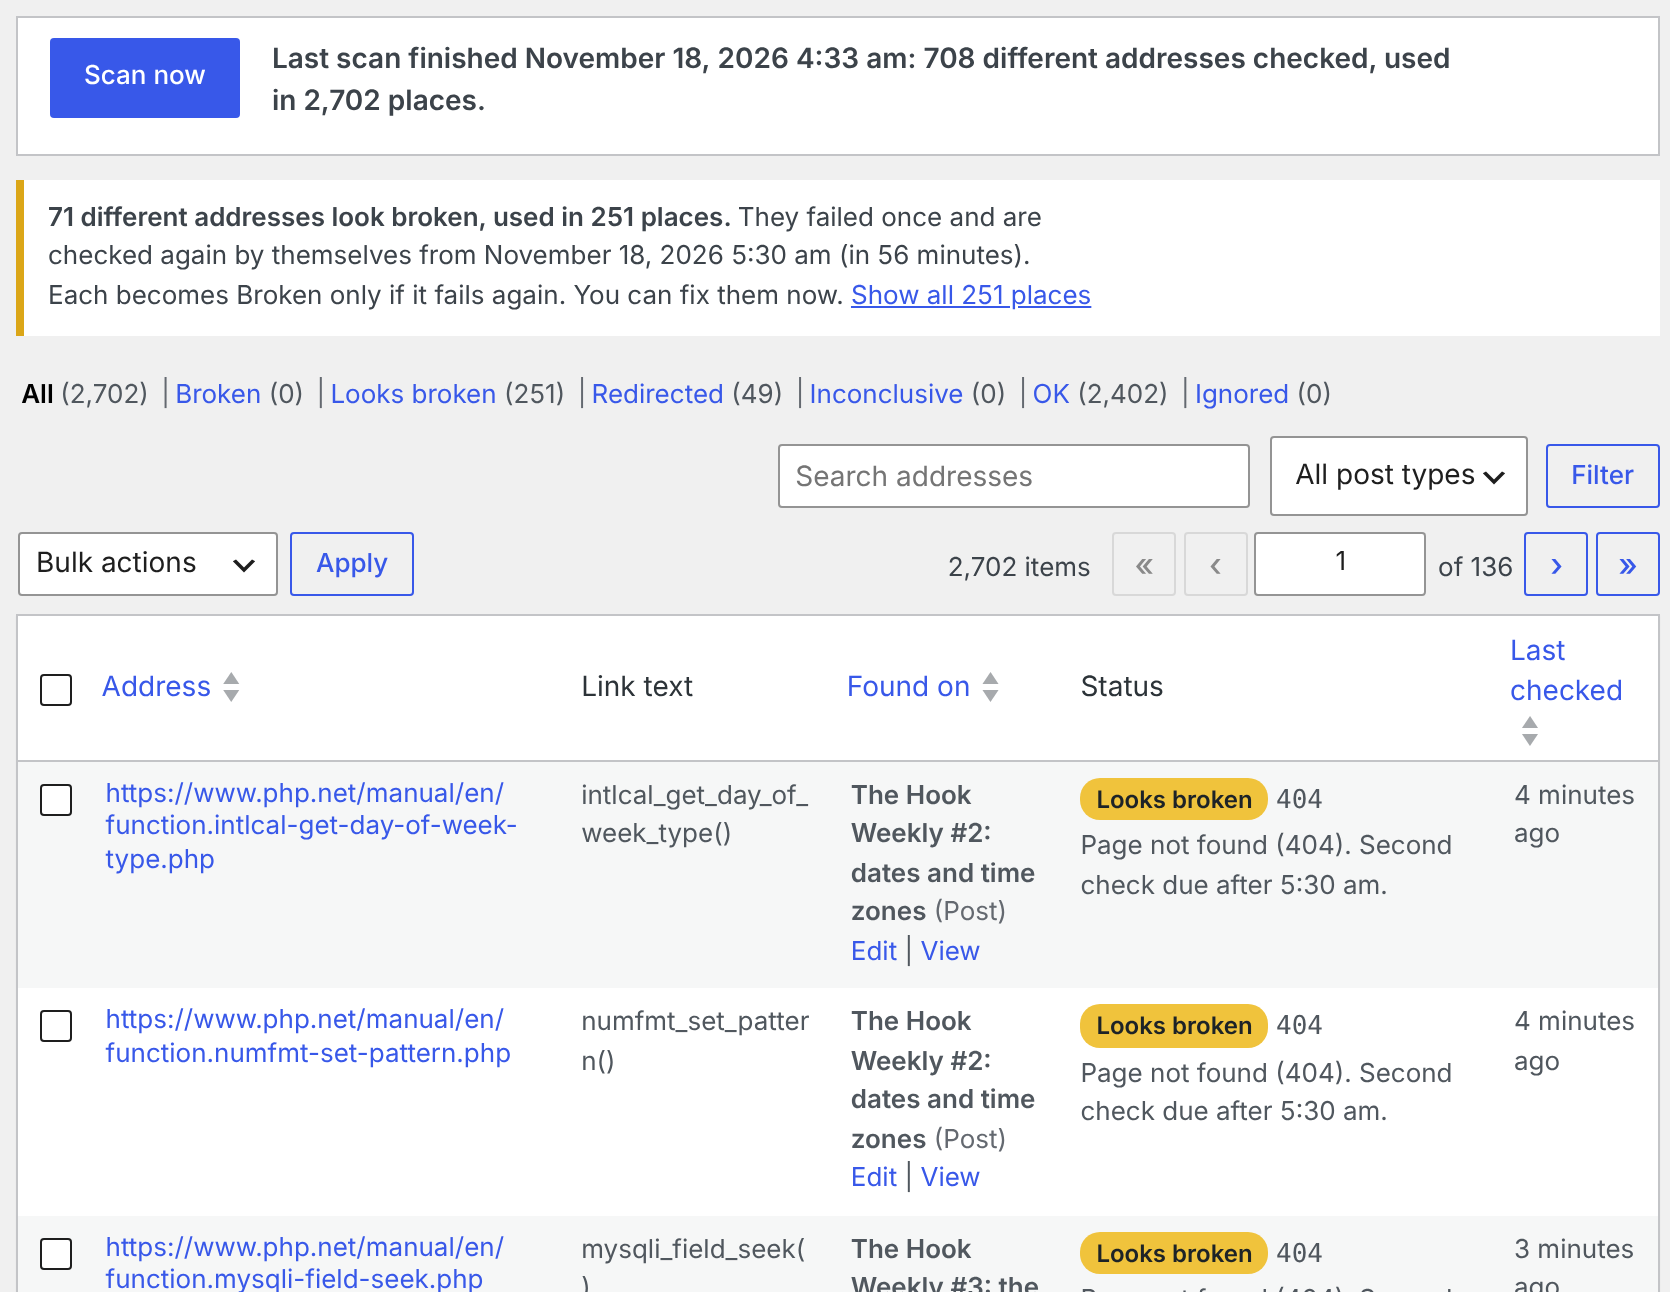 Scan now
Last scan finished November 18, 2026 4:33 am: 708 different addresses checked, used
in 2,702 places.
71 different addresses look broken, used in 251 places. They failed once and are
checked again by themselves from November 18, 2026 5:30 am (in 56 minutes).
Each becomes Broken only if it fails again. You can fix them now. Show all 251 places
All (2,702) | Broken (0) | Looks broken (251) | Redirected (49) | Inconclusive (0) | OK (2,402) | Ignored (0)
Search addresses
All post types
Filter
Bulk actions
Apply
2,702 items
«
‹
1
of 136
›
»
Address
Link text
Found on
Status
Last
checked
https://www.php.net/manual/en/
function.intlcal-get-day-of-week-
type.php
intlcal_get_day_of_
week_type()
The Hook
Weekly #2:
dates and time
zones (Post)
Edit | View
Looks broken 404
Page not found (404). Second
check due after 5:30 am.
4 minutes
ago
https://www.php.net/manual/en/
function.numfmt-set-pattern.php
numfmt_set_patter
n()
The Hook
Weekly #2:
dates and time
zones (Post)
Edit | View
Looks broken 404
Page not found (404). Second
check due after 5:30 am.
4 minutes
ago
https://www.php.net/manual/en/
function.mysqli-field-seek.php
mysqli_field_seek(
)
The Hook
Weekly #3: the
Looks broken 404
3 minutes
ago